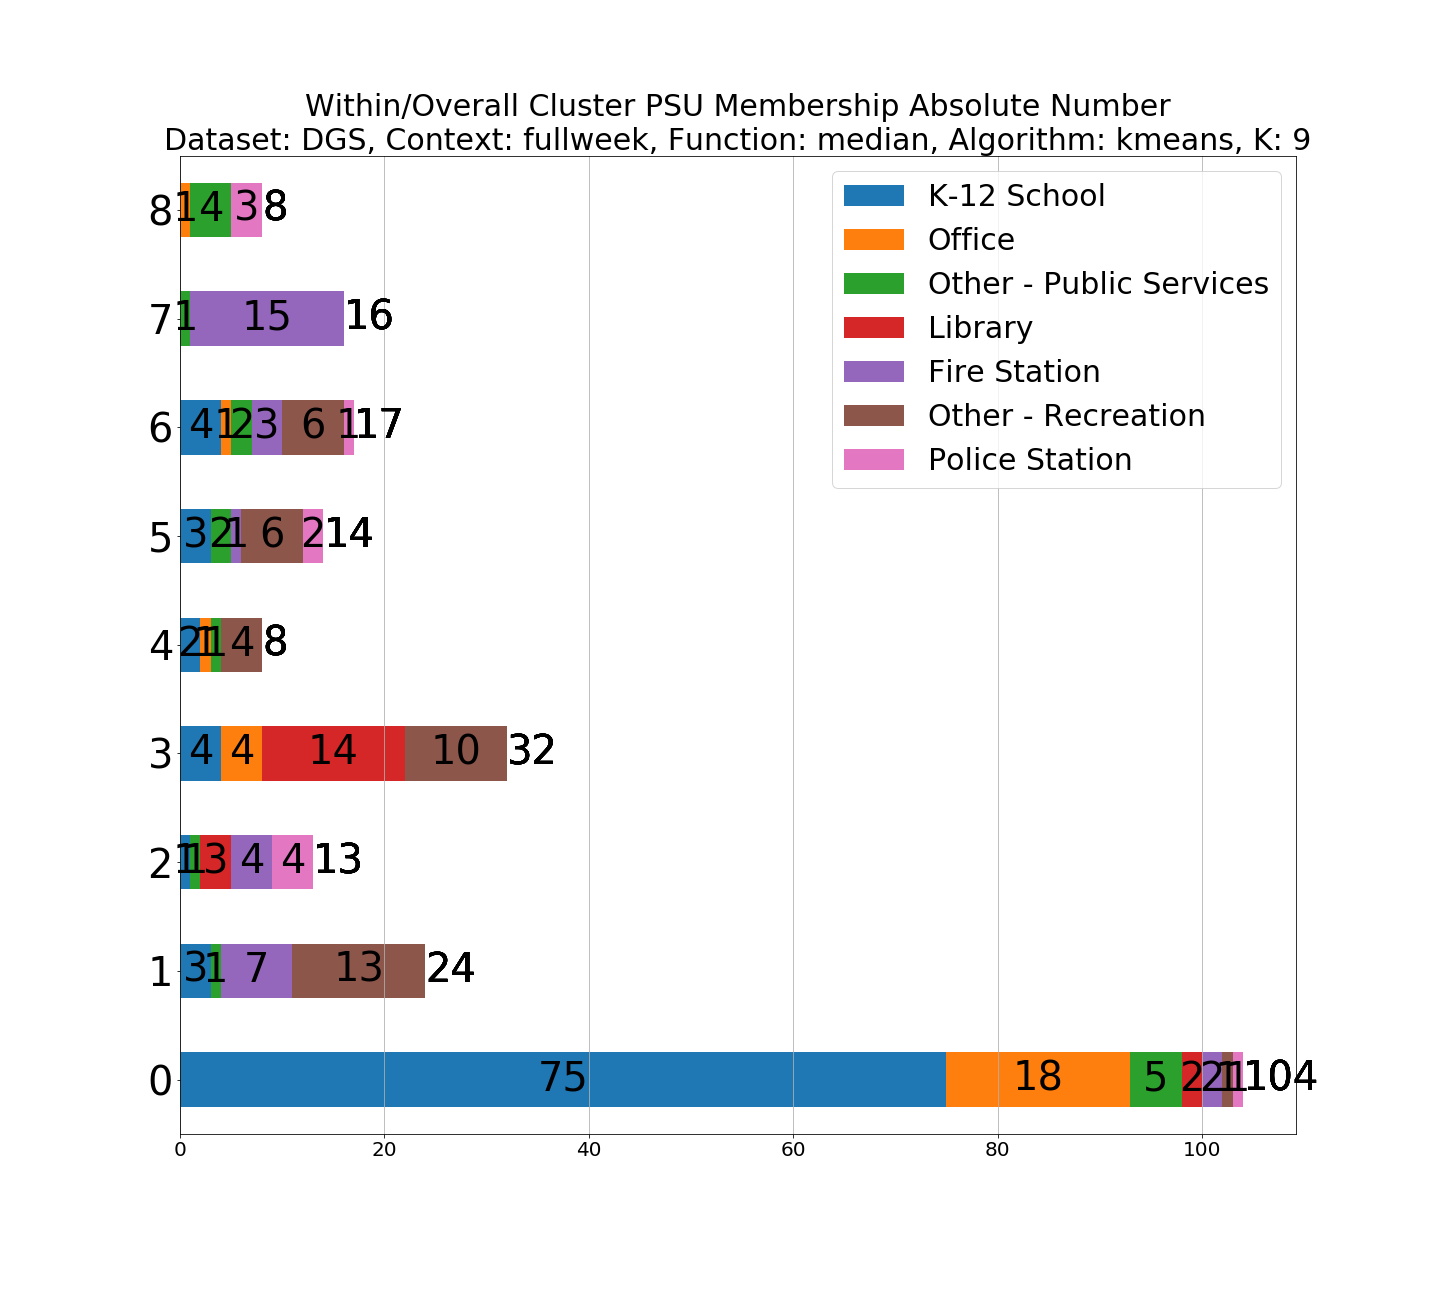 Within/Overall Cluster PSU Membership Absolute Number
Dataset: DGS, Context: fullweek, Function: median, Algorithm: kmeans, K: 9
K-12 School
Office
Other - Public Services
Library
Fire Station
Other - Recreation
Police Station
8 1 4 3 8
7 1 15 16
6 4 1 2 3 6 1 17
5 3 2 1 6 2 14
4 2 1 1 4 8
3 4 4 14 10 32
2 1 1 3 4 4 13
1 3 1 7 13 24
0 75 18 5 2 2 1 1 104
0 20 40 60 80 100